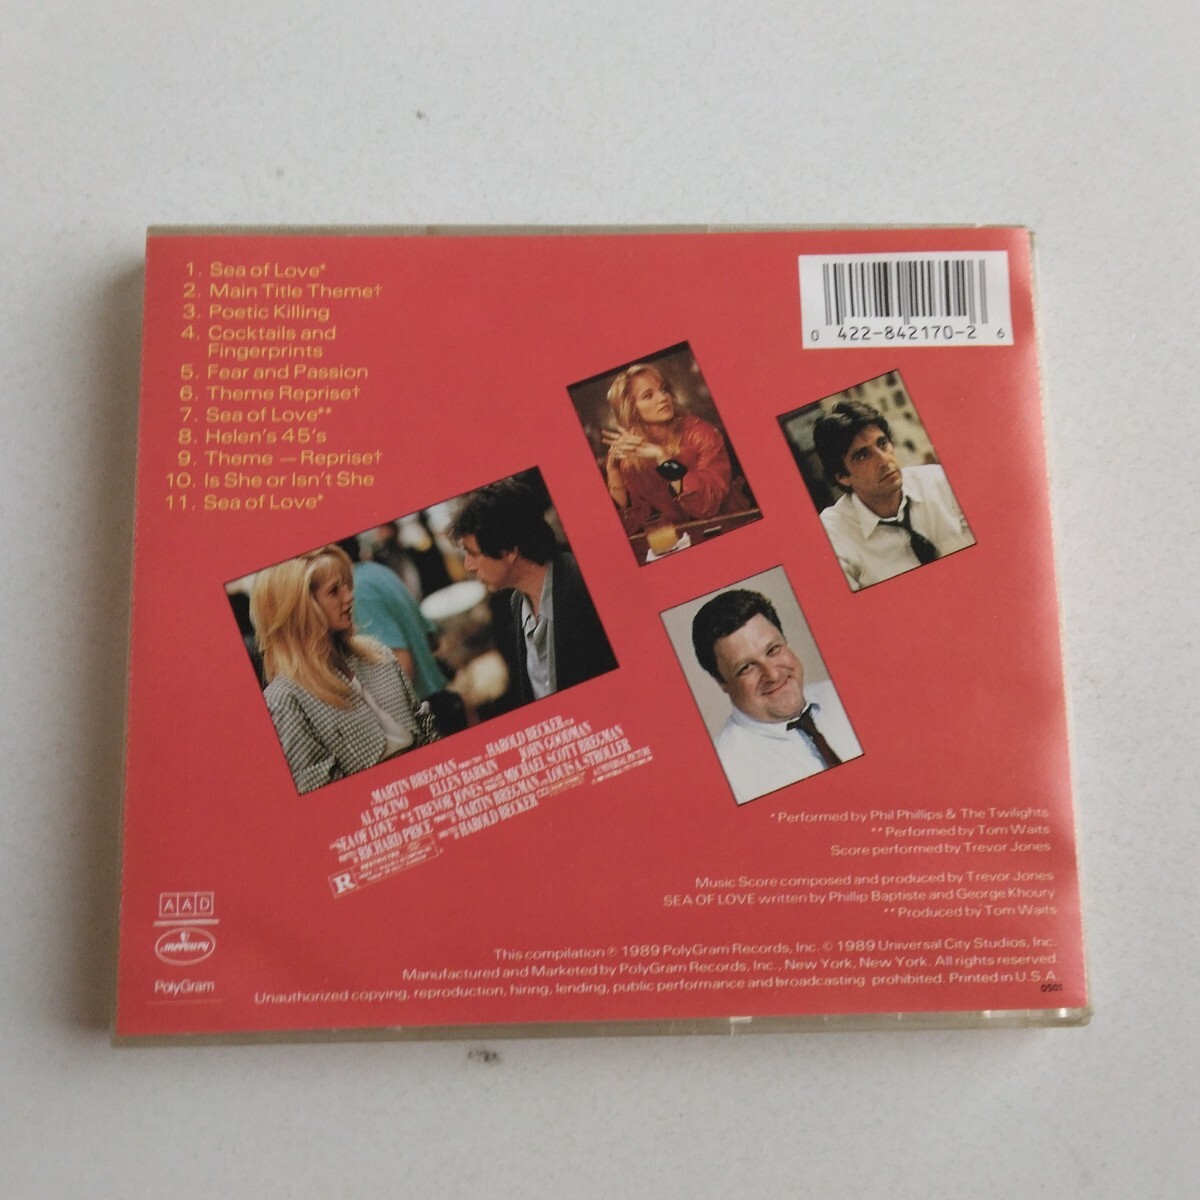 1. Sea of Love*
2. Main Title Theme†
3. Poetic Killing
4. Cocktails and
Fingerprints
5. Fear and Passion
6. Theme Reprise†
7. Sea of Love**
8. Helen's 45's
9. Theme — Reprise†
10. Is She or Isn't She
11. Sea of Love*
0 422-842170-2 6
MARTIN BREGMAN HAROLD BECKER
AL PACINO ELLEN BARKIN JOHN GOODMAN
"SEA OF LOVE" TREVOR JONES MICHAEL SCOTT BREGMAN
RICHARD PRICE MARTIN BREGMAN LOUIS A. STROLLER
R HAROLD BECKER A UNIVERSAL PICTURE
*Performed by Phil Phillips & The Twilights
**Performed by Tom Waits
Score performed by Trevor Jones
Music Score composed and produced by Trevor Jones
SEA OF LOVE written by Phillip Baptiste and George Khoury
**Produced by Tom Waits
AAD
mercury
PolyGram
This compilation ℗ 1989 PolyGram Records, Inc. © 1989 Universal City Studios, Inc.
Manufactured and Marketed by PolyGram Records, Inc., New York, New York. All rights reserved.
Unauthorized copying, reproduction, hiring, lending, public performance and broadcasting prohibited. Printed in U.S.A.
0501